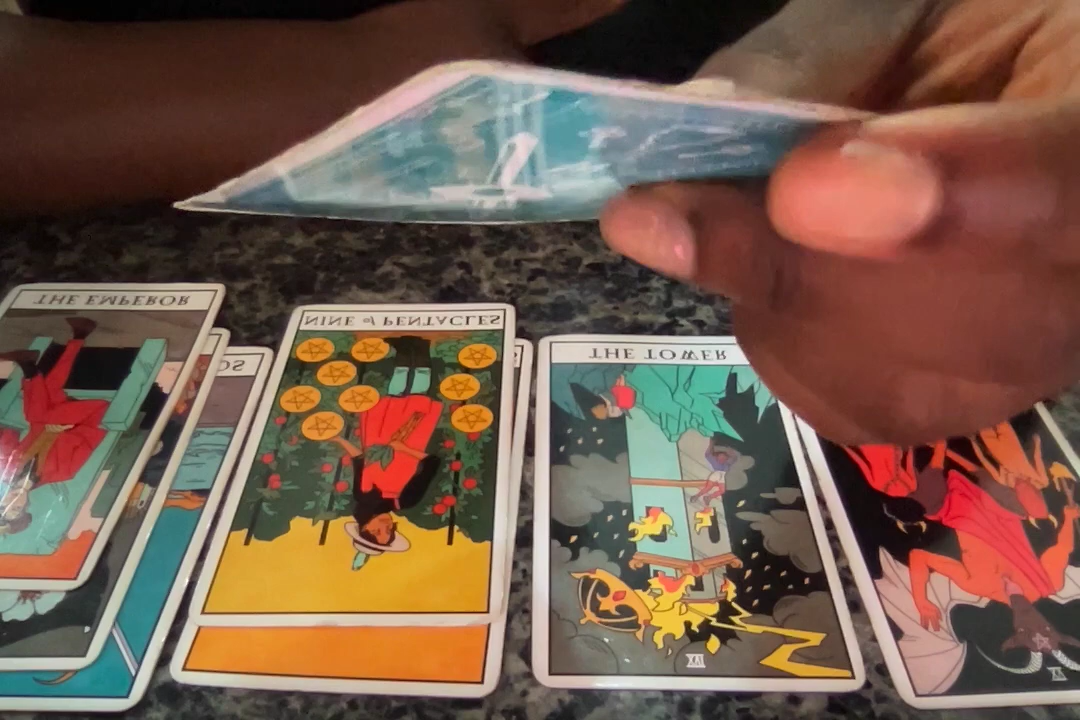 THE EMPEROR
NINE of PENTACLES
THE TOWER
XVI